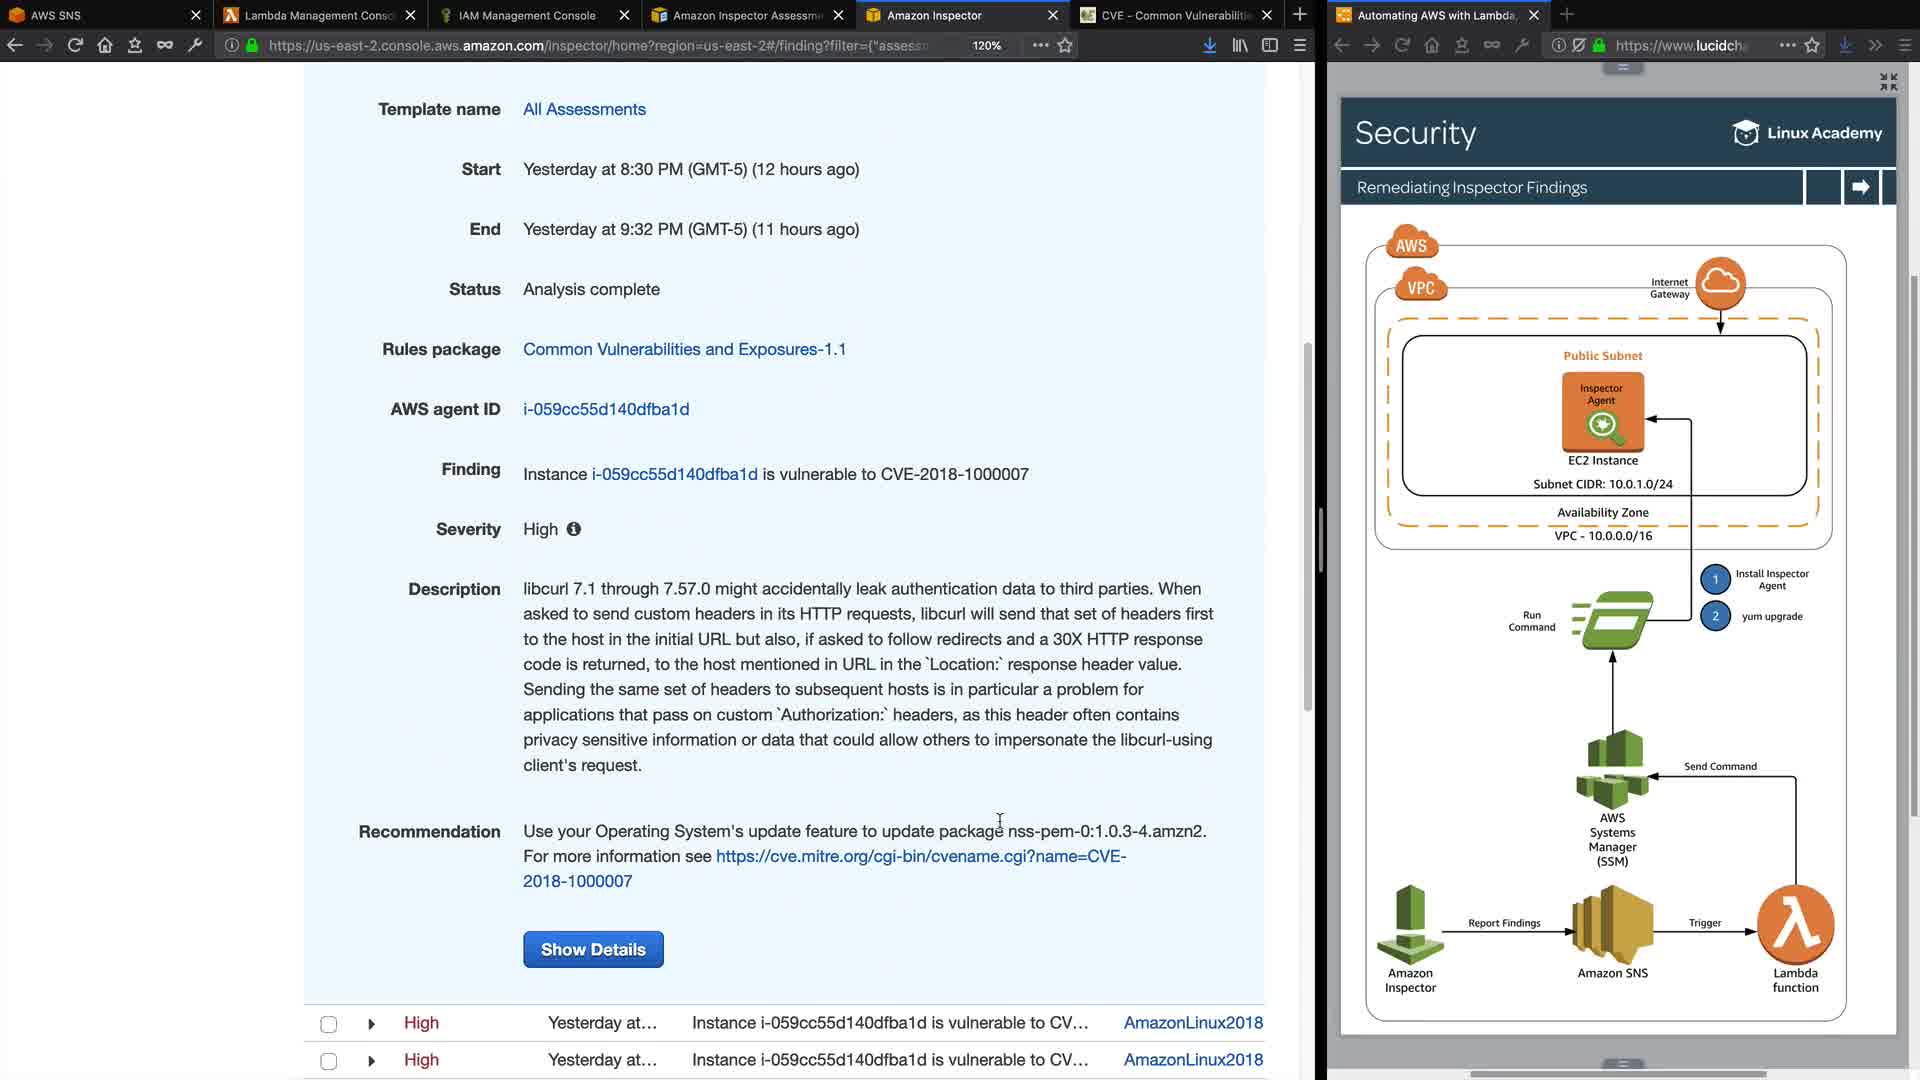 AWS SNS
Lambda Management Conso
IAM Management Console
Amazon Inspector Assessm
Amazon Inspector
CVE - Common Vulnerabiliti
Automating AWS with Lambda,
https://us-east-2.console.aws.amazon.com/inspector/home?region=us-east-2#/finding?filter={"assess
120%
https://www.lucidcha
Template name
All Assessments
Start
Yesterday at 8:30 PM (GMT-5) (12 hours ago)
End
Yesterday at 9:32 PM (GMT-5) (11 hours ago)
Status
Analysis complete
Rules package
Common Vulnerabilities and Exposures-1.1
AWS agent ID
i-059cc55d140dfba1d
Finding
Instance i-059cc55d140dfba1d is vulnerable to CVE-2018-1000007
Severity
High
Description
libcurl 7.1 through 7.57.0 might accidentally leak authentication data to third parties. When
asked to send custom headers in its HTTP requests, libcurl will send that set of headers first
to the host in the initial URL but also, if asked to follow redirects and a 30X HTTP response
code is returned, to the host mentioned in URL in the `Location:` response header value.
Sending the same set of headers to subsequent hosts is in particular a problem for
applications that pass on custom `Authorization:` headers, as this header often contains
privacy sensitive information or data that could allow others to impersonate the libcurl-using
client's request.
Recommendation
Use your Operating System's update feature to update package nss-pem-0:1.0.3-4.amzn2.
For more information see https://cve.mitre.org/cgi-bin/cvename.cgi?name=CVE-
2018-1000007
Show Details
High
Yesterday at...
Instance i-059cc55d140dfba1d is vulnerable to CV...
AmazonLinux2018
High
Yesterday at...
Instance i-059cc55d140dfba1d is vulnerable to CV...
AmazonLinux2018
Security
Linux Academy
Remediating Inspector Findings
AWS
VPC
Internet
Gateway
Public Subnet
Inspector
Agent
EC2 Instance
Subnet CIDR: 10.0.1.0/24
Availability Zone
VPC - 10.0.0.0/16
1
Install Inspector
Agent
2
yum upgrade
Run
Command
Send Command
AWS
Systems
Manager
(SSM)
Report Findings
Trigger
Amazon
Inspector
Amazon SNS
Lambda
function